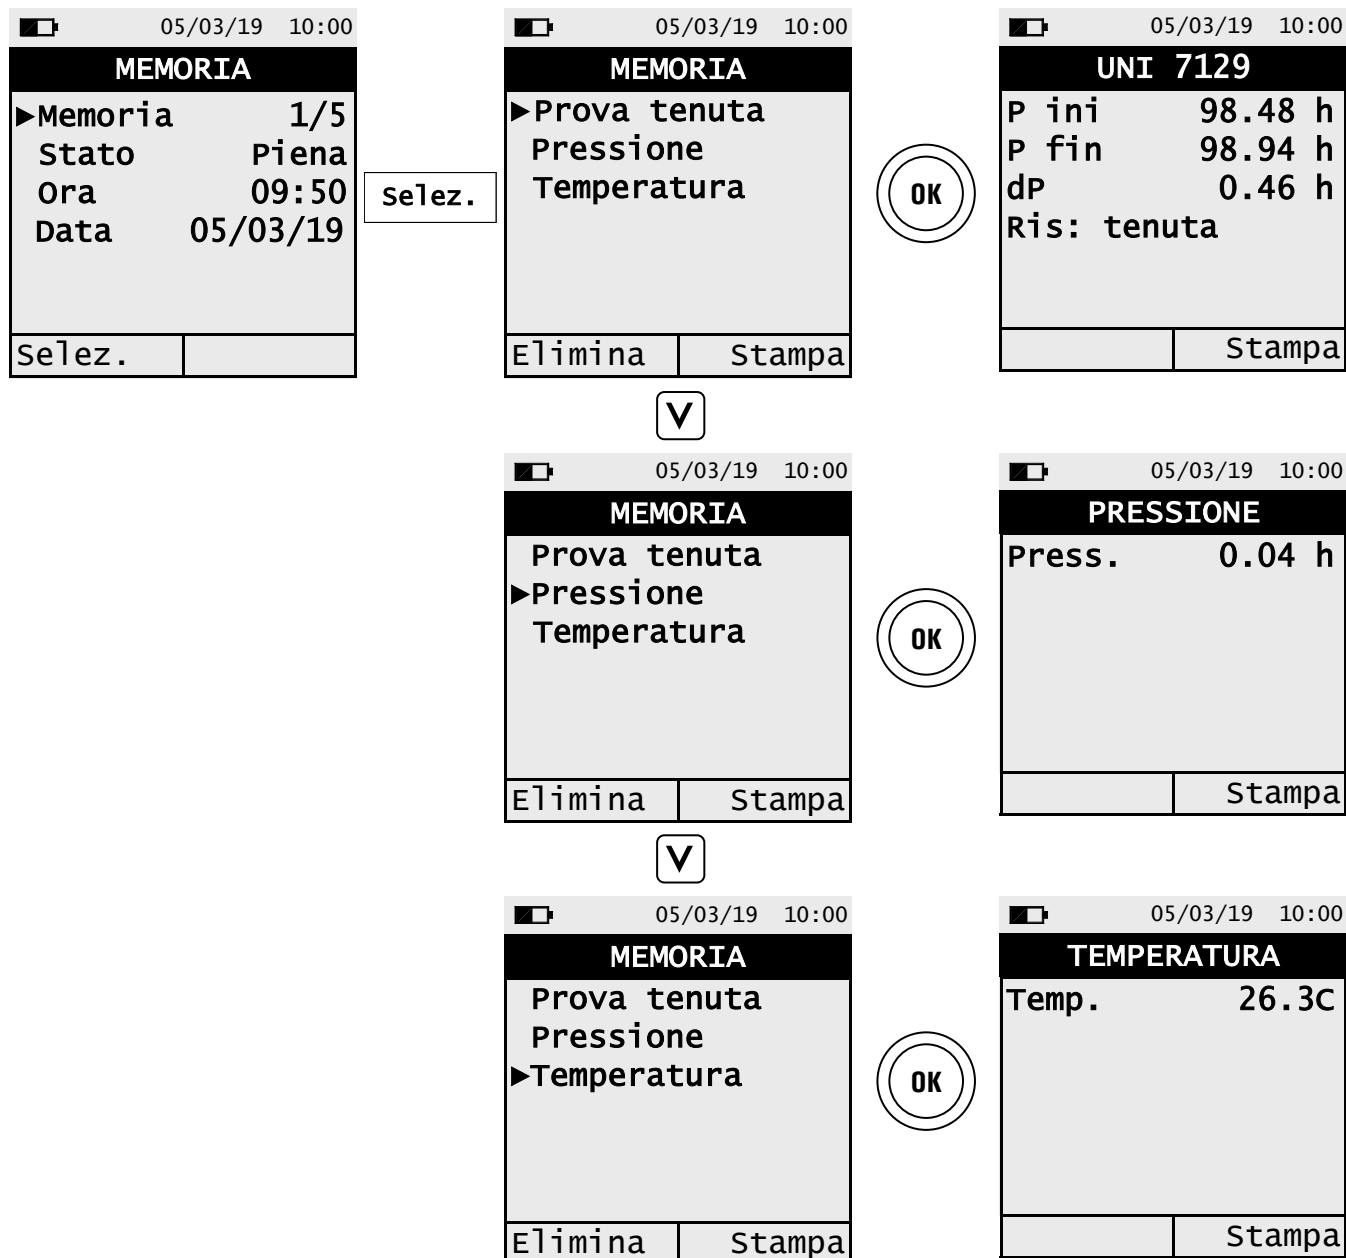 05/03/19 10:00
MEMORIA
►Memoria 1/5
Stato Piena
Ora 09:50
Data 05/03/19
Selez.
Selez.
05/03/19 10:00
MEMORIA
►Prova tenuta
Pressione
Temperatura
Elimina Stampa
OK
05/03/19 10:00
UNI 7129
P ini 98.48 h
P fin 98.94 h
dP 0.46 h
Ris: tenuta
Stampa
V
05/03/19 10:00
MEMORIA
Prova tenuta
►Pressione
Temperatura
Elimina Stampa
OK
05/03/19 10:00
PRESSIONE
Press. 0.04 h
Stampa
V
05/03/19 10:00
MEMORIA
Prova tenuta
Pressione
►Temperatura
Elimina Stampa
OK
05/03/19 10:00
TEMPERATURA
Temp. 26.3C
Stampa